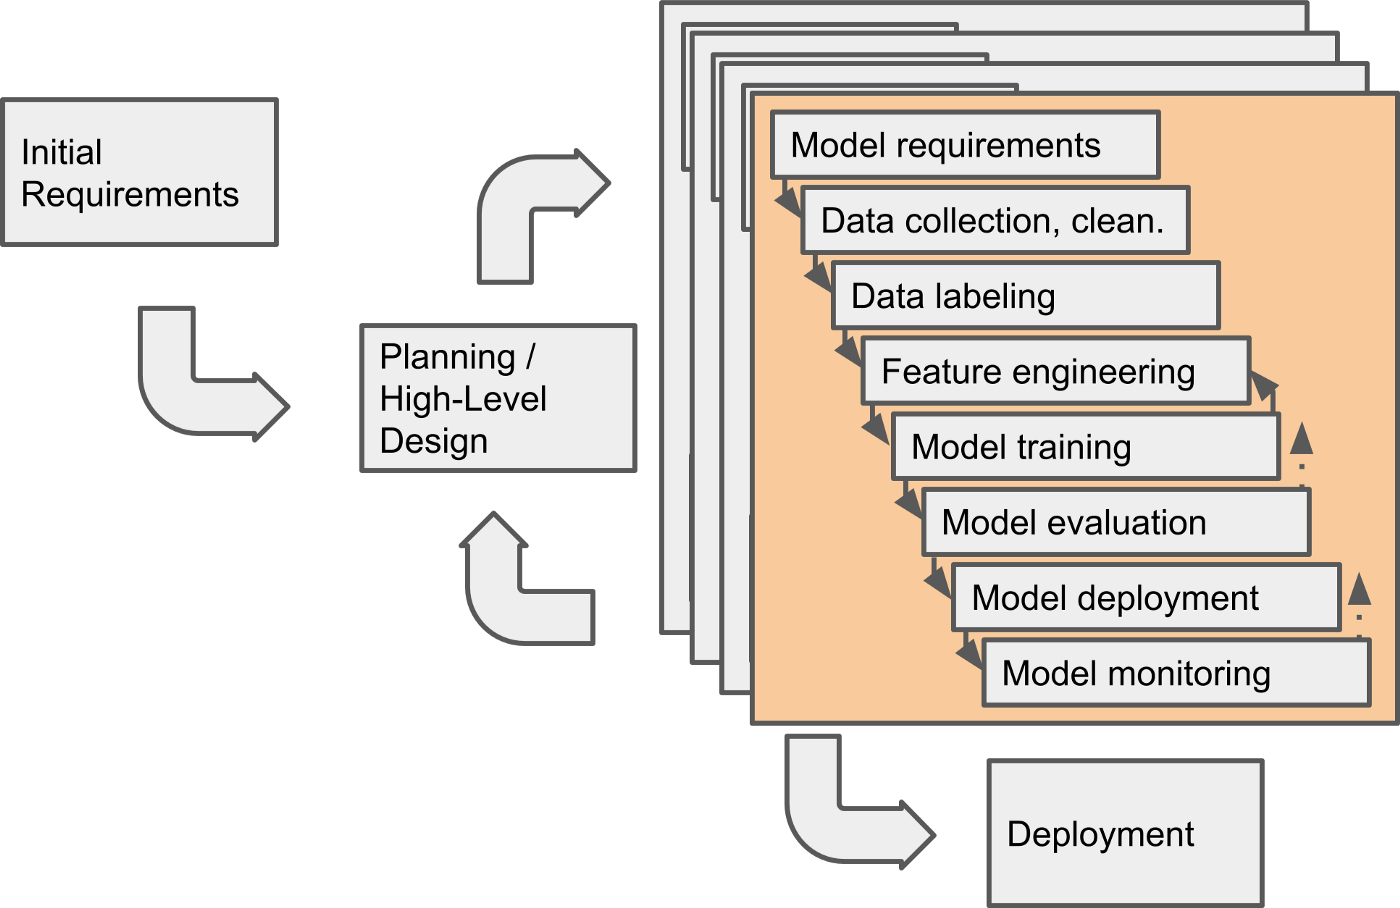 Initial
Requirements
Planning /
High-Level
Design
Model requirements
Data collection, clean.
Data labeling
Feature engineering
Model training
Model evaluation
Model deployment
Model monitoring
Deployment